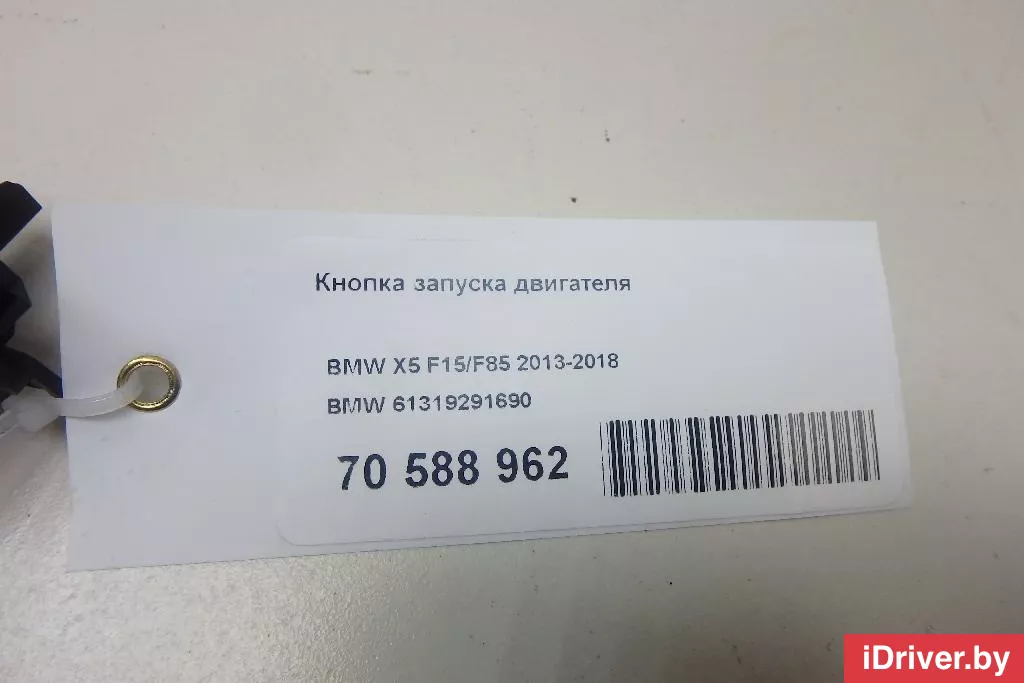 Кнопка запуска двигателя
BMW X5 F15/F85 2013-2018
BMW 61319291690
70 588 962
iDriver.by